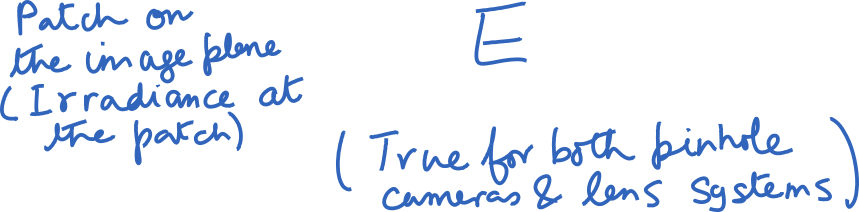 Patch on
the image plane
(Irradiance at
the patch)
E
(True for both pinhole
cameras & lens systems)